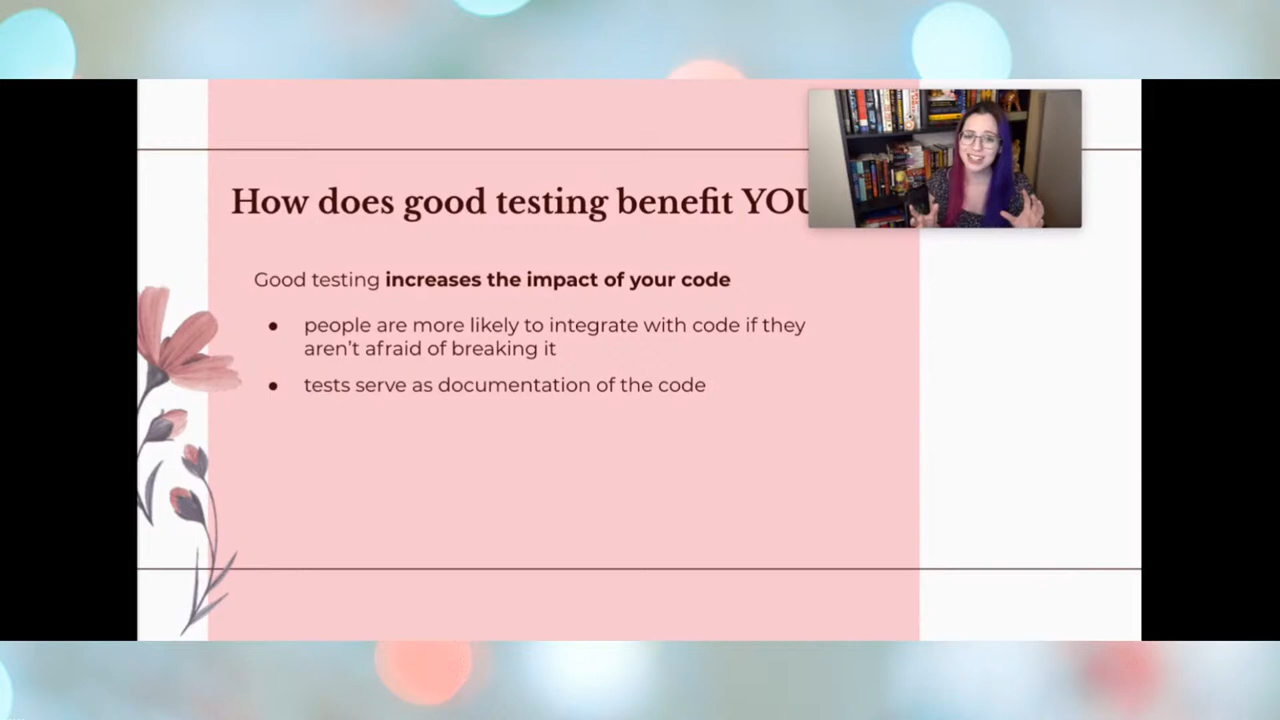 How does good testing benefit YOU
Good testing increases the impact of your code
● people are more likely to integrate with code if they
aren't afraid of breaking it
● tests serve as documentation of the code